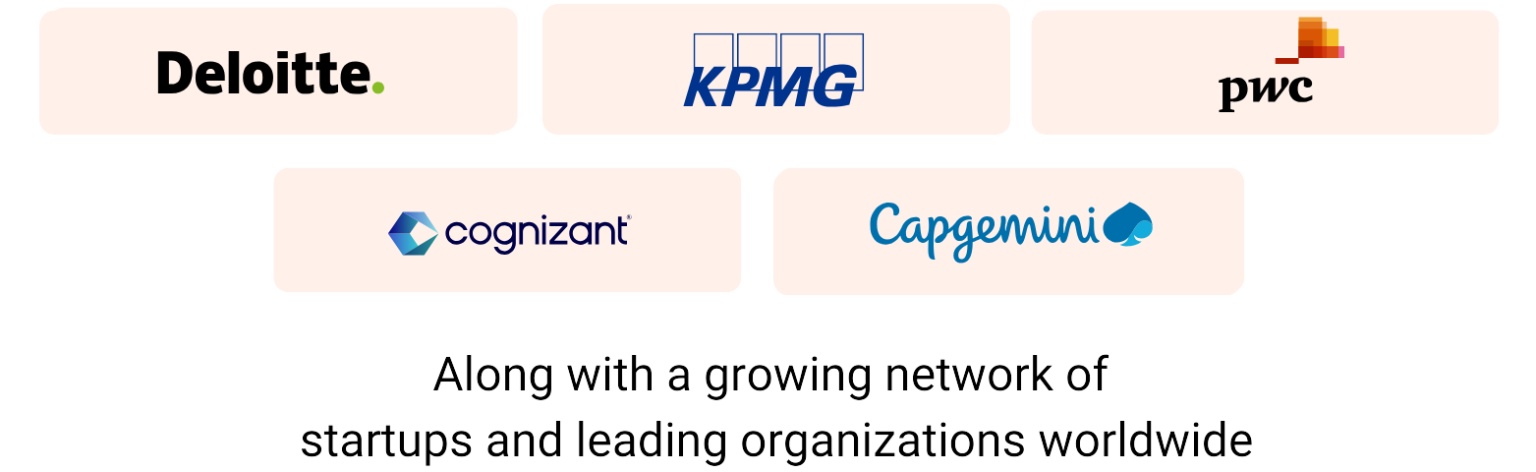 Deloitte.
KPMG
pwc
cognizant®
Capgemini
Along with a growing network of
startups and leading organizations worldwide